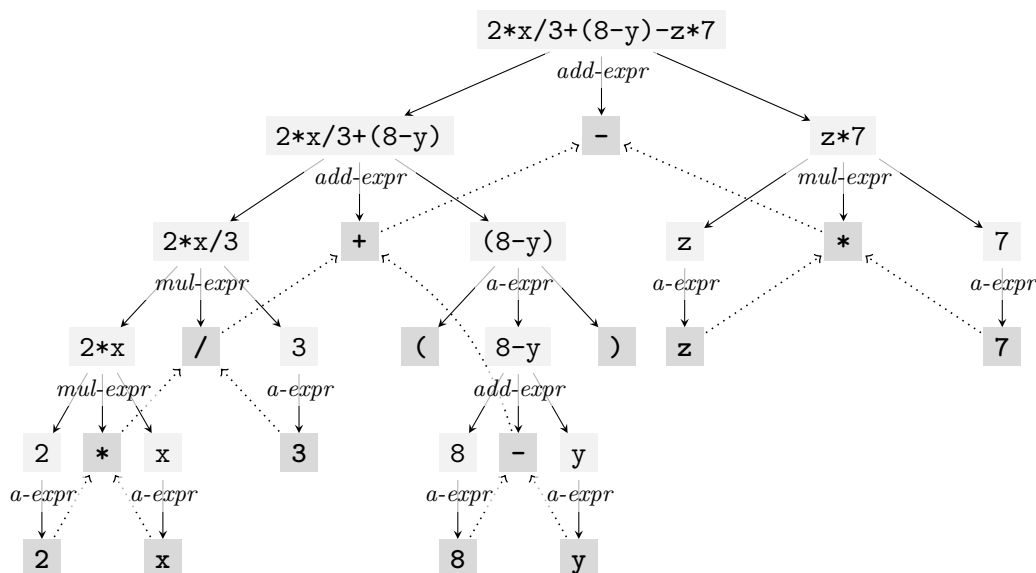 2*x/3+(8-y)-z*7
add-expr
2*x/3+(8-y) - z*7
add-expr mul-expr
2*x/3 + (8-y) z * 7
mul-expr a-expr a-expr a-expr
2*x / 3 ( 8-y ) z 7
mul-expr a-expr add-expr
2 * x 3 8 - y
a-expr a-expr a-expr a-expr
2 x 8 y